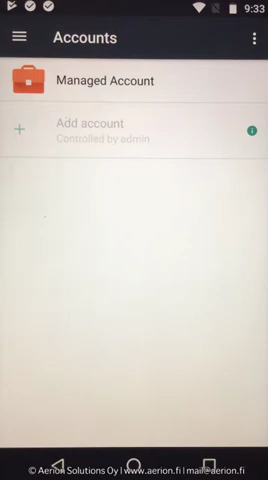 9:33
Accounts
Managed Account
Add account
Controlled by admin
© Aerion Solutions Oy | www.aerion.fi | mail@aerion.fi